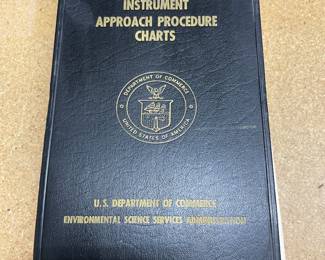 INSTRUMENT
APPROACH PROCEDURE
CHARTS
DEPARTMENT OF COMMERCE
UNITED STATES OF AMERICA
U.S. DEPARTMENT OF COMMERCE
ENVIRONMENTAL SCIENCE SERVICES ADMINISTRATION